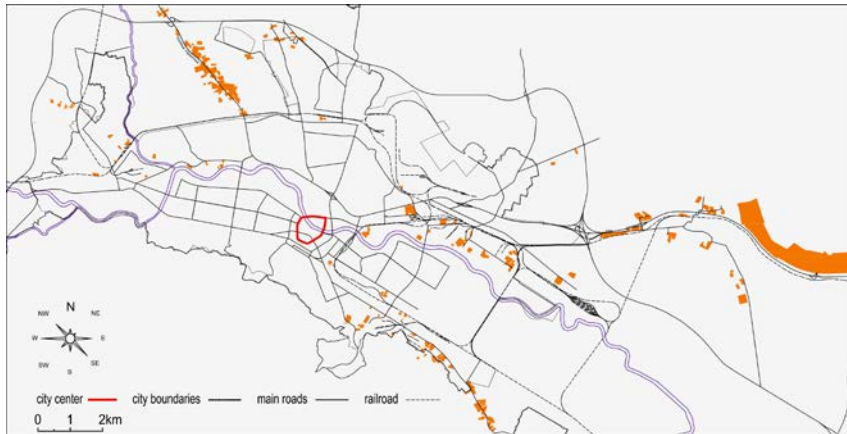 N
NW NE
W E
SW SE
S
city center city boundaries main roads railroad
0 1 2km